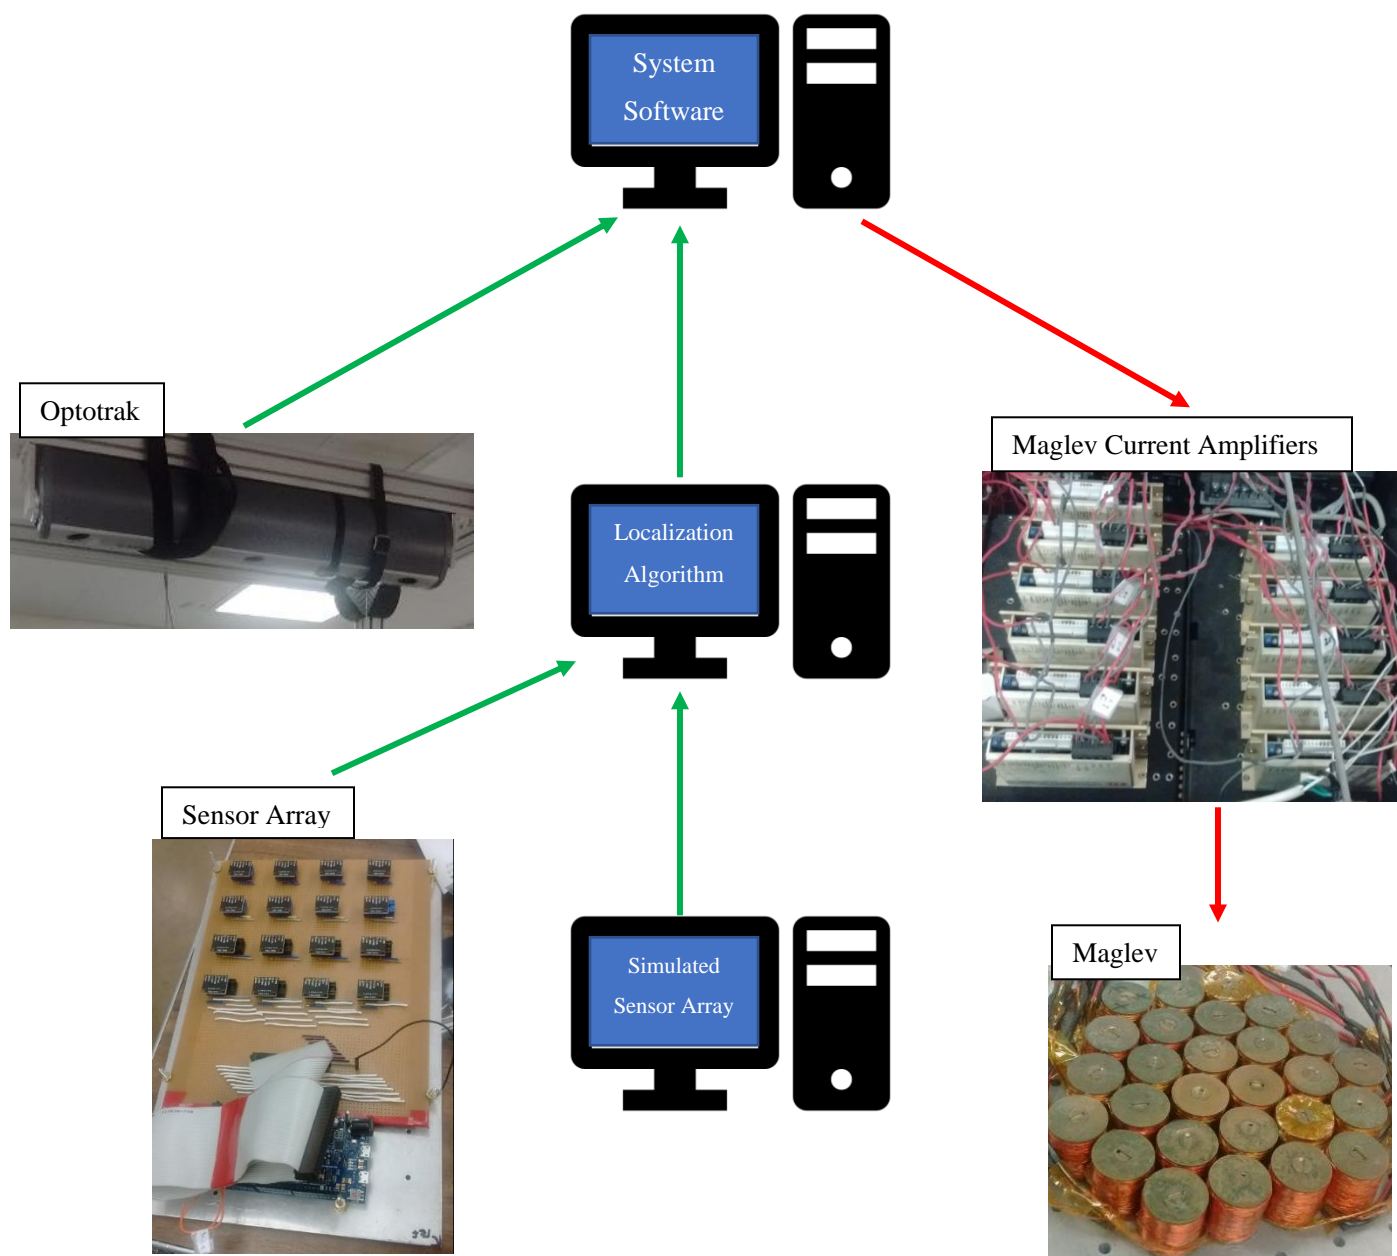 System
Software
Optotrak
Maglev Current Amplifiers
Localization
Algorithm
Sensor Array
Simulated
Sensor Array
Maglev